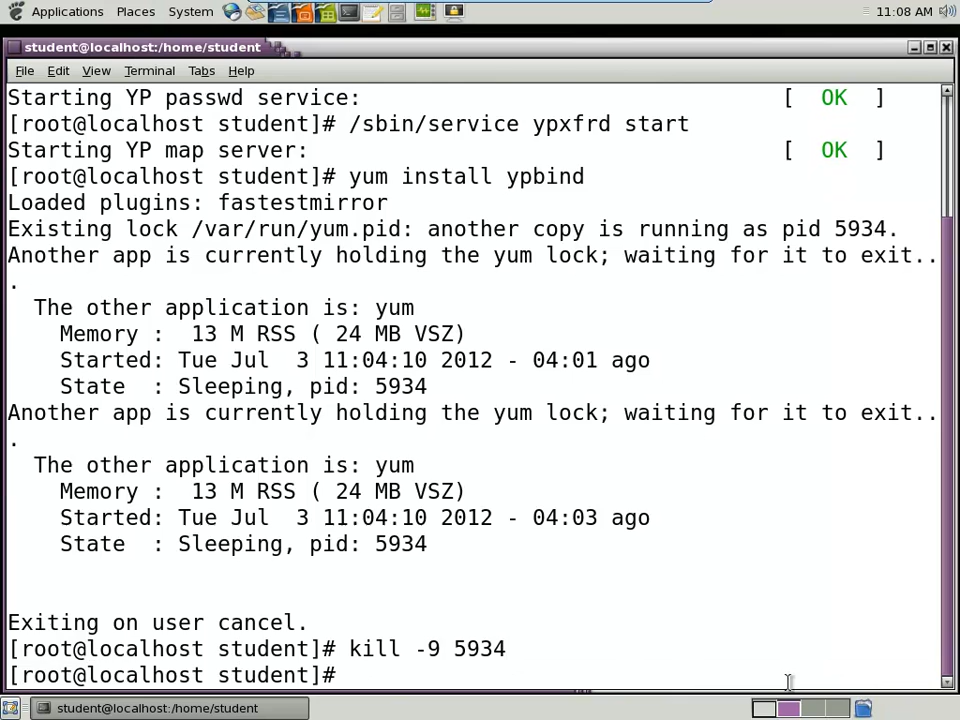 Applications Places System 11:08 AM
student@localhost:/home/student
File Edit View Terminal Tabs Help
Starting YP passwd service: [ OK ]
[root@localhost student]# /sbin/service ypxfrd start
Starting YP map server: [ OK ]
[root@localhost student]# yum install ypbind
Loaded plugins: fastestmirror
Existing lock /var/run/yum.pid: another copy is running as pid 5934.
Another app is currently holding the yum lock; waiting for it to exit..
.
The other application is: yum
Memory : 13 M RSS ( 24 MB VSZ)
Started: Tue Jul 3 11:04:10 2012 - 04:01 ago
State : Sleeping, pid: 5934
Another app is currently holding the yum lock; waiting for it to exit..
.
The other application is: yum
Memory : 13 M RSS ( 24 MB VSZ)
Started: Tue Jul 3 11:04:10 2012 - 04:03 ago
State : Sleeping, pid: 5934
Exiting on user cancel.
[root@localhost student]# kill -9 5934
[root@localhost student]#
student@localhost:/home/student